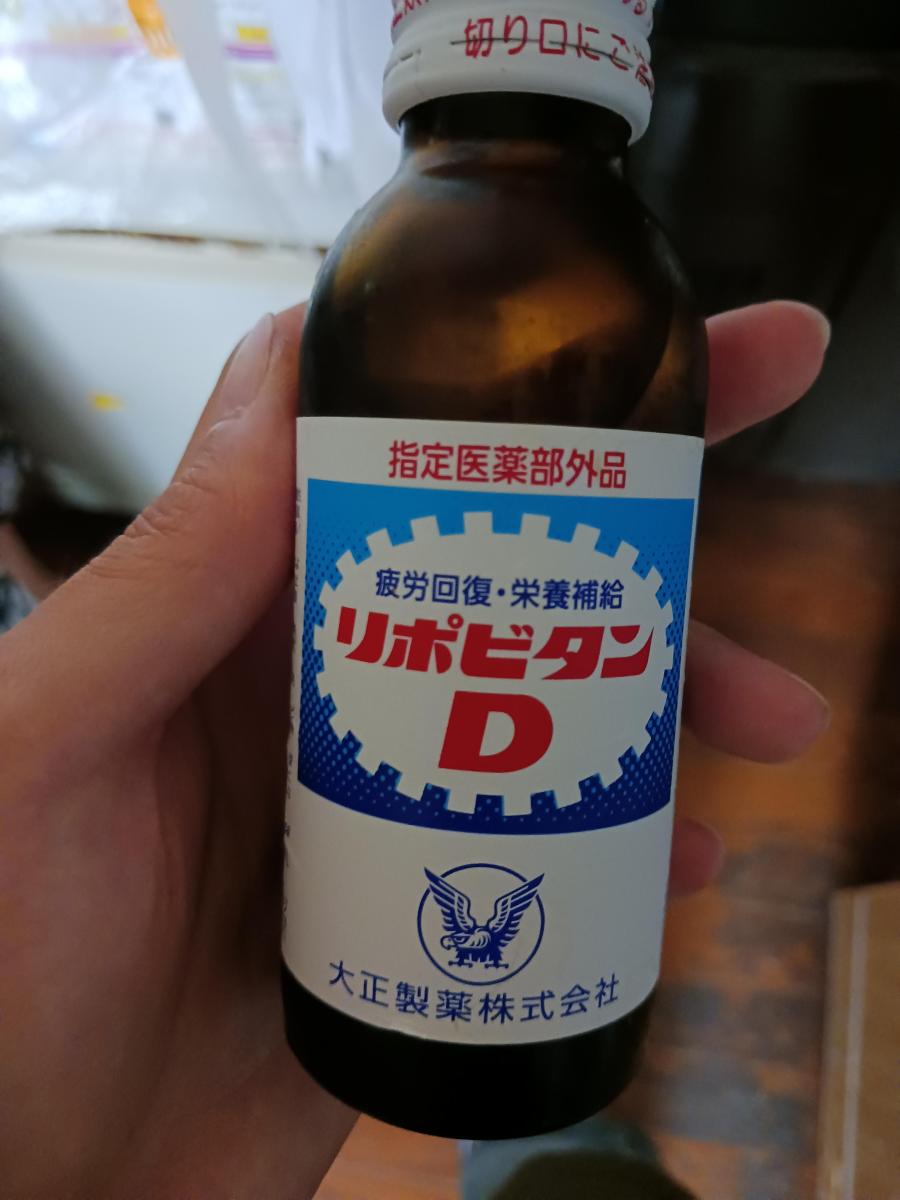 切り口にご注
指定医薬部外品
疲労回復・栄養補給
リポビタン
D
大正製薬株式会社